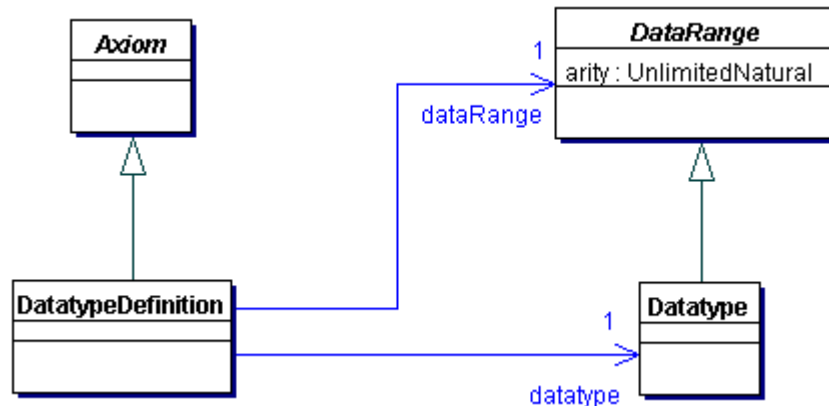 Axiom
DataRange
arity : UnlimitedNatural
1
dataRange
DatatypeDefinition
Datatype
1
datatype